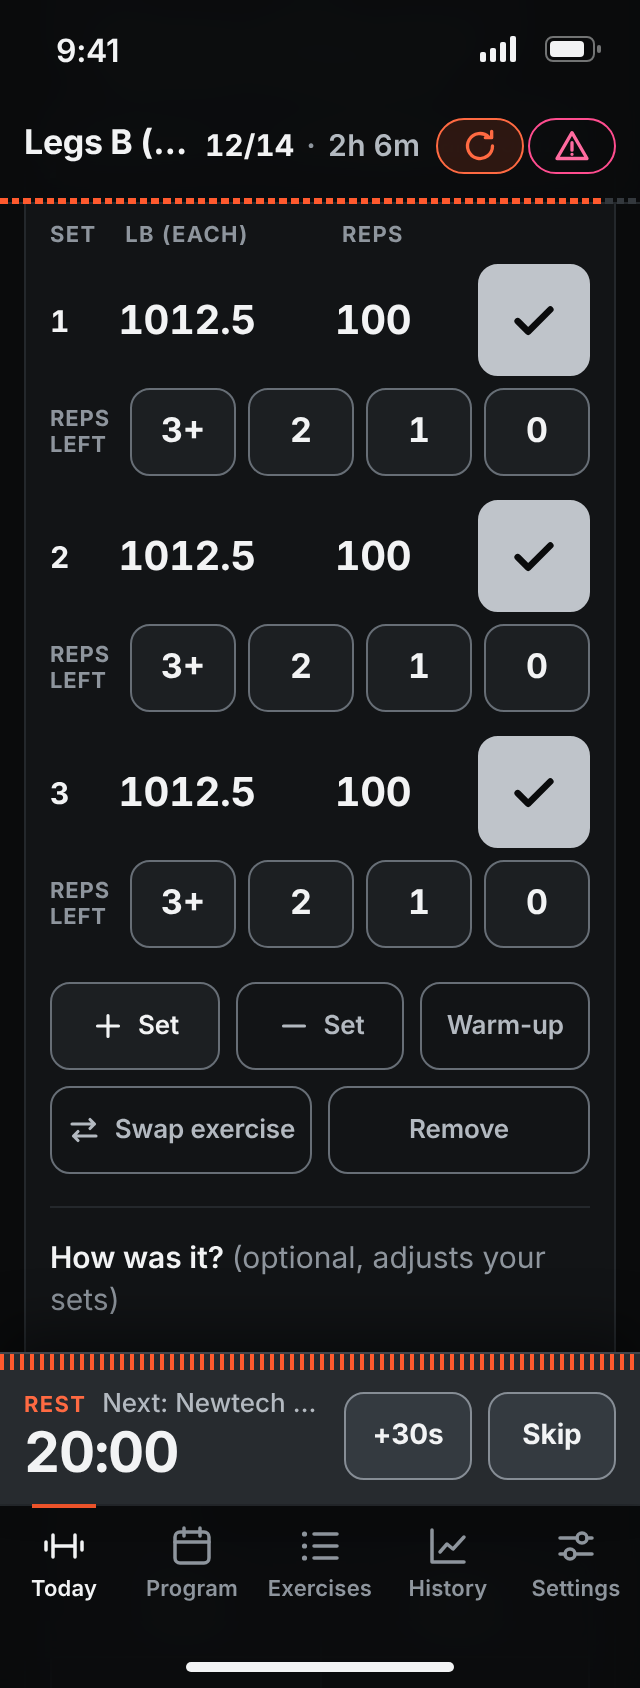 9:41
Legs B (... 12/14 · 2h 6m
SET LB (EACH) REPS
1 1012.5 100
REPS LEFT 3+ 2 1 0
2 1012.5 100
REPS LEFT 3+ 2 1 0
3 1012.5 100
REPS LEFT 3+ 2 1 0
+ Set − Set Warm-up
Swap exercise Remove
How was it? (optional, adjusts your
sets)
REST Next: Newtech ...
20:00 +30s Skip
Today Program Exercises History Settings